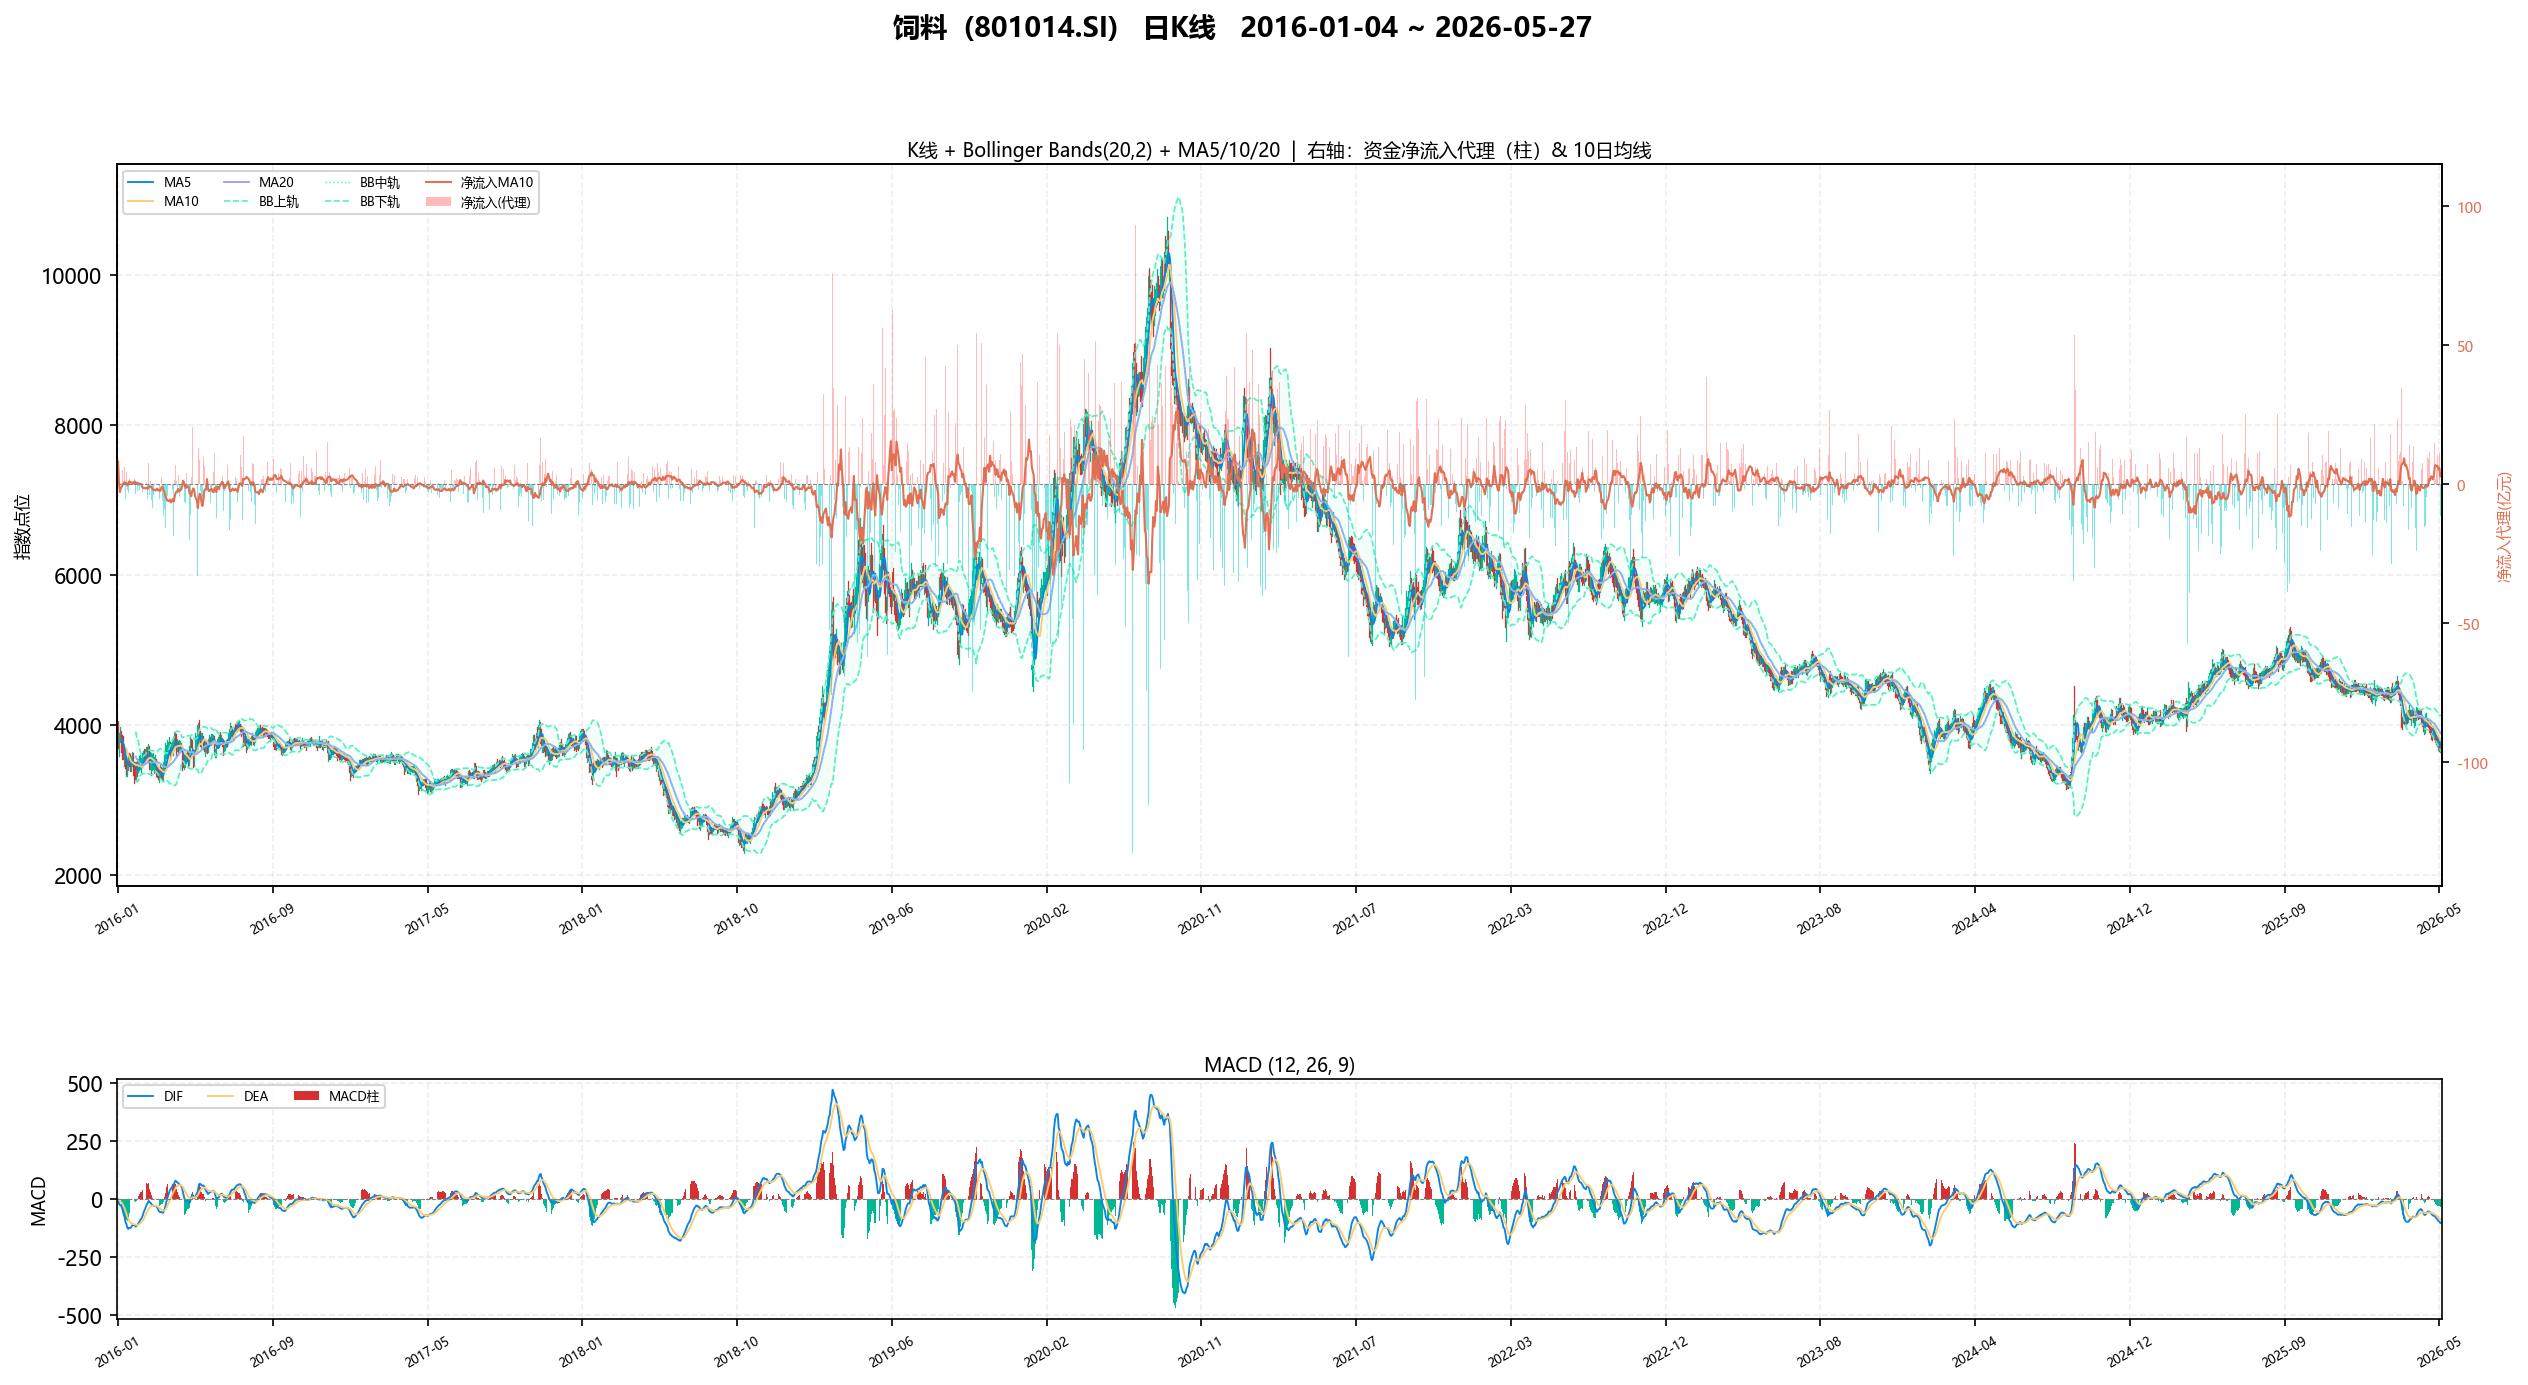 饲料  (801014.SI)   日K线   2016-01-04 ~ 2026-05-27
K线 + Bollinger Bands(20,2) + MA5/10/20 | 右轴：资金净流入代理（柱）& 10日均线
MA5 MA20 BB中轨 净流入MA10
MA10 BB上轨 BB下轨 净流入(代理)
指数点位
10000
8000
6000
4000
2000
100
50
0
-50
-100
净流入代理(亿元)
2016-01 2016-09 2017-05 2018-01 2018-10 2019-06 2020-02 2020-11 2021-07 2022-03 2022-12 2023-08 2024-04 2024-12 2025-09 2026-05
MACD (12, 26, 9)
DIF DEA MACD柱
MACD
500
250
0
-250
-500
2016-01 2016-09 2017-05 2018-01 2018-10 2019-06 2020-02 2020-11 2021-07 2022-03 2022-12 2023-08 2024-04 2024-12 2025-09 2026-05